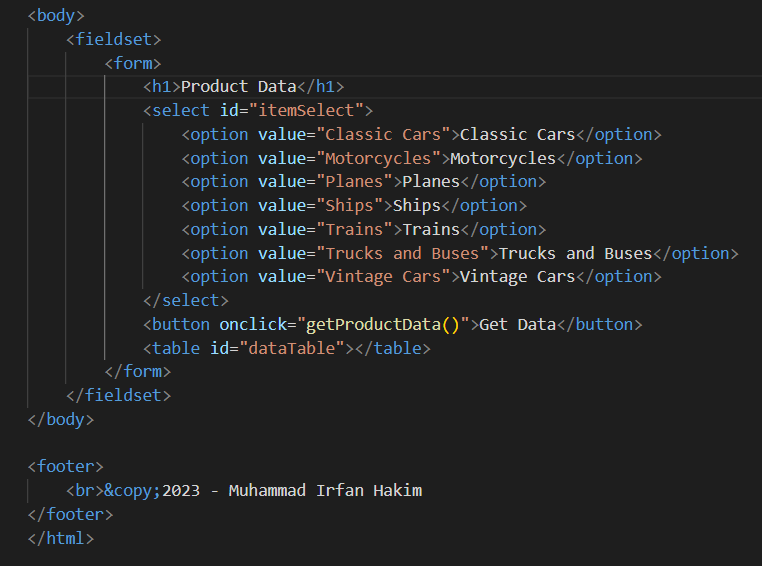 <body>
<fieldset>
<form>
<h1>Product Data</h1>
<select id="itemSelect">
<option value="Classic Cars">Classic Cars</option>
<option value="Motorcycles">Motorcycles</option>
<option value="Planes">Planes</option>
<option value="Ships">Ships</option>
<option value="Trains">Trains</option>
<option value="Trucks and Buses">Trucks and Buses</option>
<option value="Vintage Cars">Vintage Cars</option>
</select>
<button onclick="getProductData()">Get Data</button>
<table id="dataTable"></table>
</form>
</fieldset>
</body>
<footer>
<br>&copy;2023 - Muhammad Irfan Hakim
</footer>
</html>